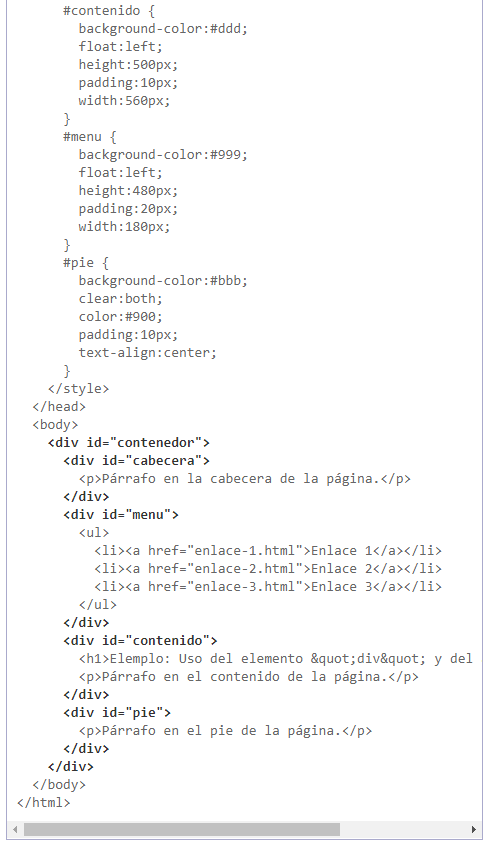 #contenido {
background-color:#ddd;
float:left;
height:500px;
padding:10px;
width:560px;
}
#menu {
background-color:#999;
float:left;
height:480px;
padding:20px;
width:180px;
}
#pie {
background-color:#bbb;
clear:both;
color:#900;
padding:10px;
text-align:center;
}
</style>
</head>
<body>
<div id="contenedor">
<div id="cabecera">
<p>Párrafo en la cabecera de la página.</p>
</div>
<div id="menu">
<ul>
<li><a href="enlace-1.html">Enlace 1</a></li>
<li><a href="enlace-2.html">Enlace 2</a></li>
<li><a href="enlace-3.html">Enlace 3</a></li>
</ul>
</div>
<div id="contenido">
<h1>Elemplo: Uso del elemento &quot;div&quot; y del
<p>Párrafo en el contenido de la página.</p>
</div>
<div id="pie">
<p>Párrafo en el pie de la página.</p>
</div>
</div>
</body>
</html>